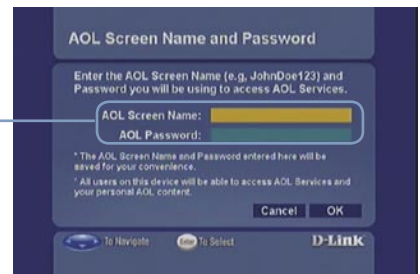 AOL Screen Name and Password
Enter the AOL Screen Name (e.g, JohnDoe123) and
Password you will be using to access AOL Services.
AOL Screen Name:
AOL Password:
* The AOL Screen Name and Password entered here will be
saved for your convenience.
* All users on this device will be able to access AOL Services and
your personal AOL content.
Cancel OK
To Navigate Enter To Select D-Link